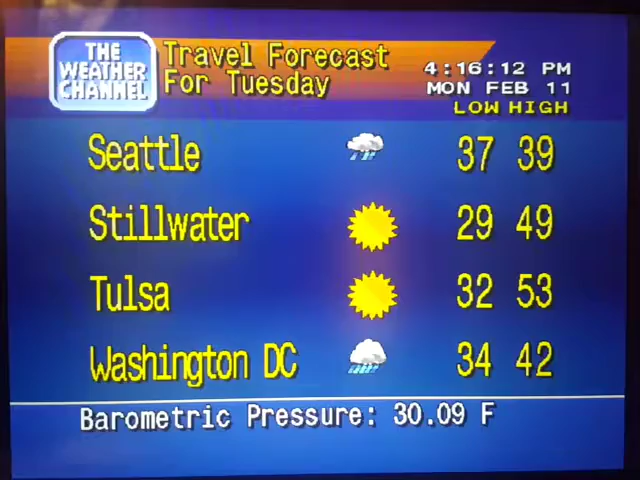 THE
WEATHER
CHANNEL
Travel Forecast
For Tuesday
4:16:12 PM
MON FEB 11
LOW HIGH
Seattle 37 39
Stillwater 29 49
Tulsa 32 53
Washington DC 34 42
Barometric Pressure: 30.09 F